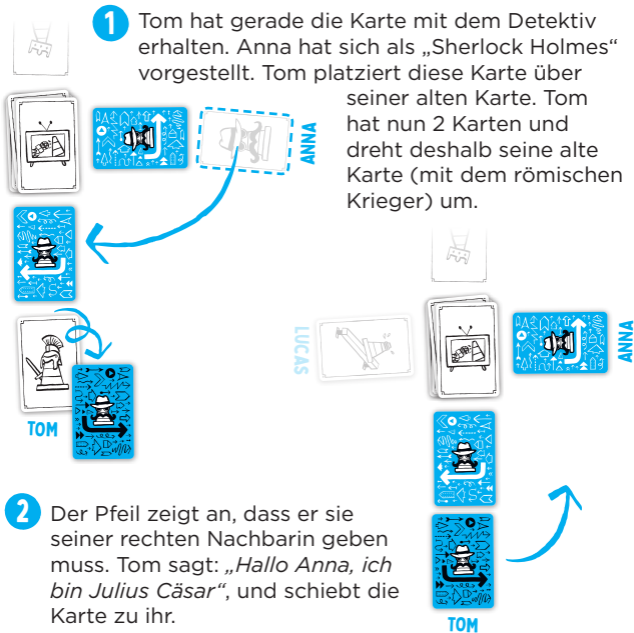 1 Tom hat gerade die Karte mit dem Detektiv
erhalten. Anna hat sich als „Sherlock Holmes“
vorgestellt. Tom platziert diese Karte über
seiner alten Karte. Tom
hat nun 2 Karten und
dreht deshalb seine alte
Karte (mit dem römischen
Krieger) um.
ANNA
TOM
LUCAS
ANNA
2 Der Pfeil zeigt an, dass er sie
seiner rechten Nachbarin geben
muss. Tom sagt: „Hallo Anna, ich
bin Julius Cäsar“, und schiebt die
Karte zu ihr.
TOM